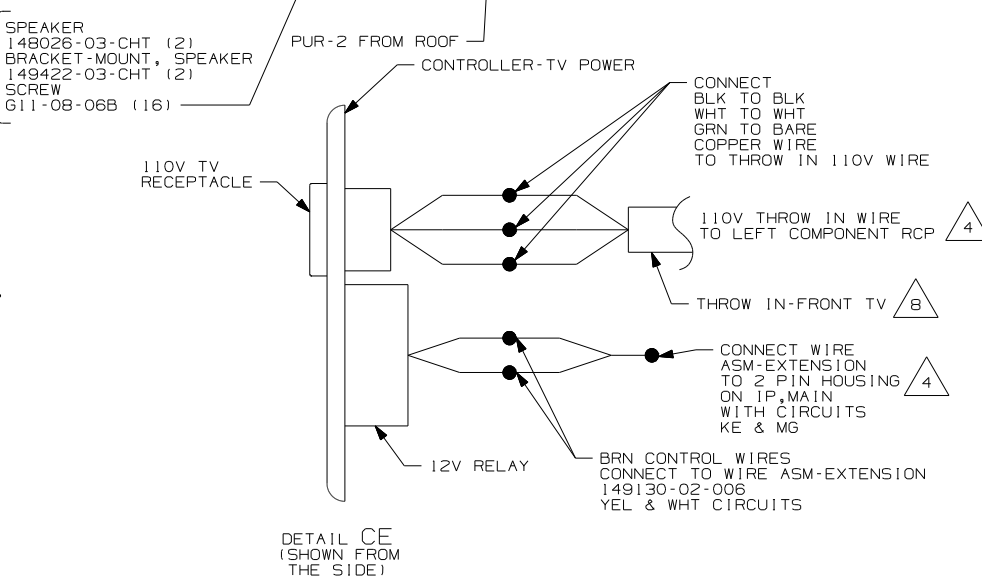 SPEAKER
148026-03-CHT (2)
BRACKET-MOUNT, SPEAKER
149422-03-CHT (2)
SCREW
G11-08-06B (16)
PUR-2 FROM ROOF
CONTROLLER-TV POWER
CONNECT
BLK TO BLK
WHT TO WHT
GRN TO BARE
COPPER WIRE
TO THROW IN 110V WIRE
110V TV
RECEPTACLE
110V THROW IN WIRE
TO LEFT COMPONENT RCP
4
THROW IN-FRONT TV
8
CONNECT WIRE
ASM-EXTENSION
TO 2 PIN HOUSING
ON IP,MAIN
WITH CIRCUITS
KE & MG
4
12V RELAY
BRN CONTROL WIRES
CONNECT TO WIRE ASM-EXTENSION
149130-02-006
YEL & WHT CIRCUITS
DETAIL CE
(SHOWN FROM
THE SIDE)